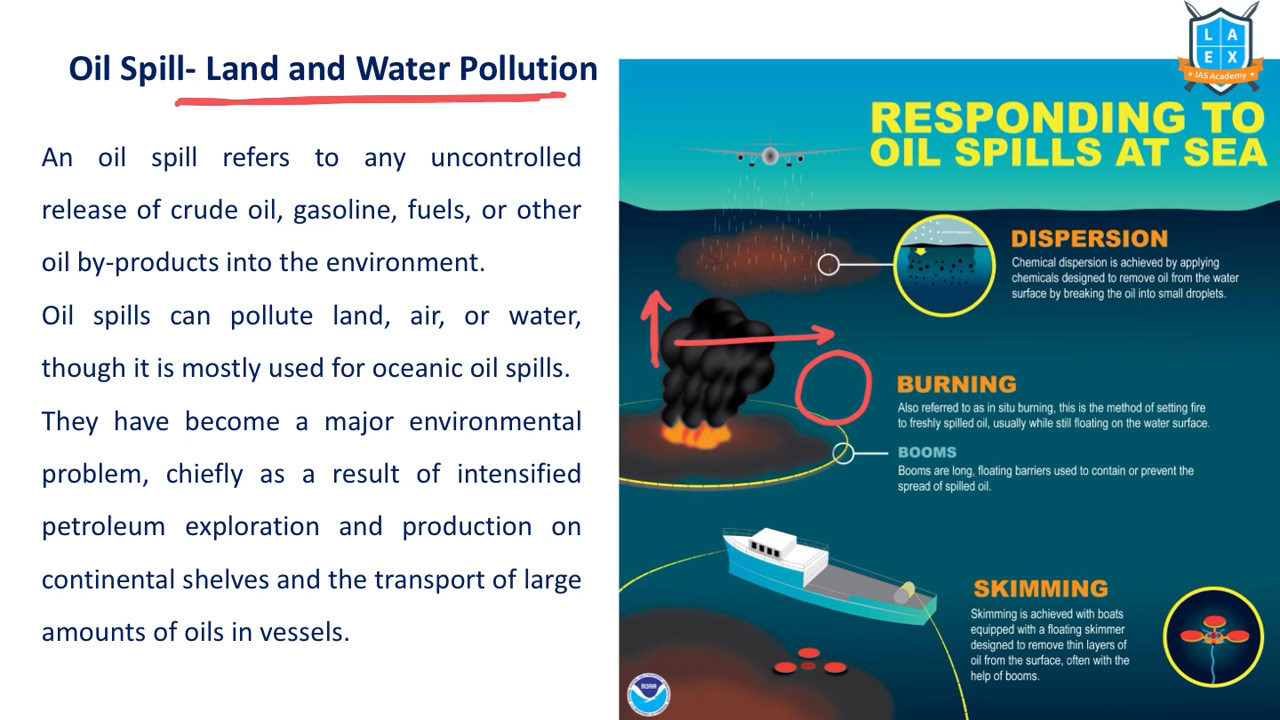 Oil Spill- Land and Water Pollution
An oil spill refers to any uncontrolled
release of crude oil, gasoline, fuels, or other
oil by-products into the environment.
Oil spills can pollute land, air, or water,
though it is mostly used for oceanic oil spills.
They have become a major environmental
problem, chiefly as a result of intensified
petroleum exploration and production on
continental shelves and the transport of large
amounts of oils in vessels.
L A
E X
IAS Academy
RESPONDING TO
OIL SPILLS AT SEA
DISPERSION
Chemical dispersion is achieved by applying
chemicals designed to remove oil from the water
surface by breaking the oil into small droplets.
BURNING
Also referred to as in situ burning, this is the method of setting fire
to freshly spilled oil, usually while still floating on the water surface.
BOOMS
Booms are long, floating barriers used to contain or prevent the
spread of spilled oil.
SKIMMING
Skimming is achieved with boats
equipped with a floating skimmer
designed to remove thin layers of
oil from the surface, often with the
help of booms.
NOAA